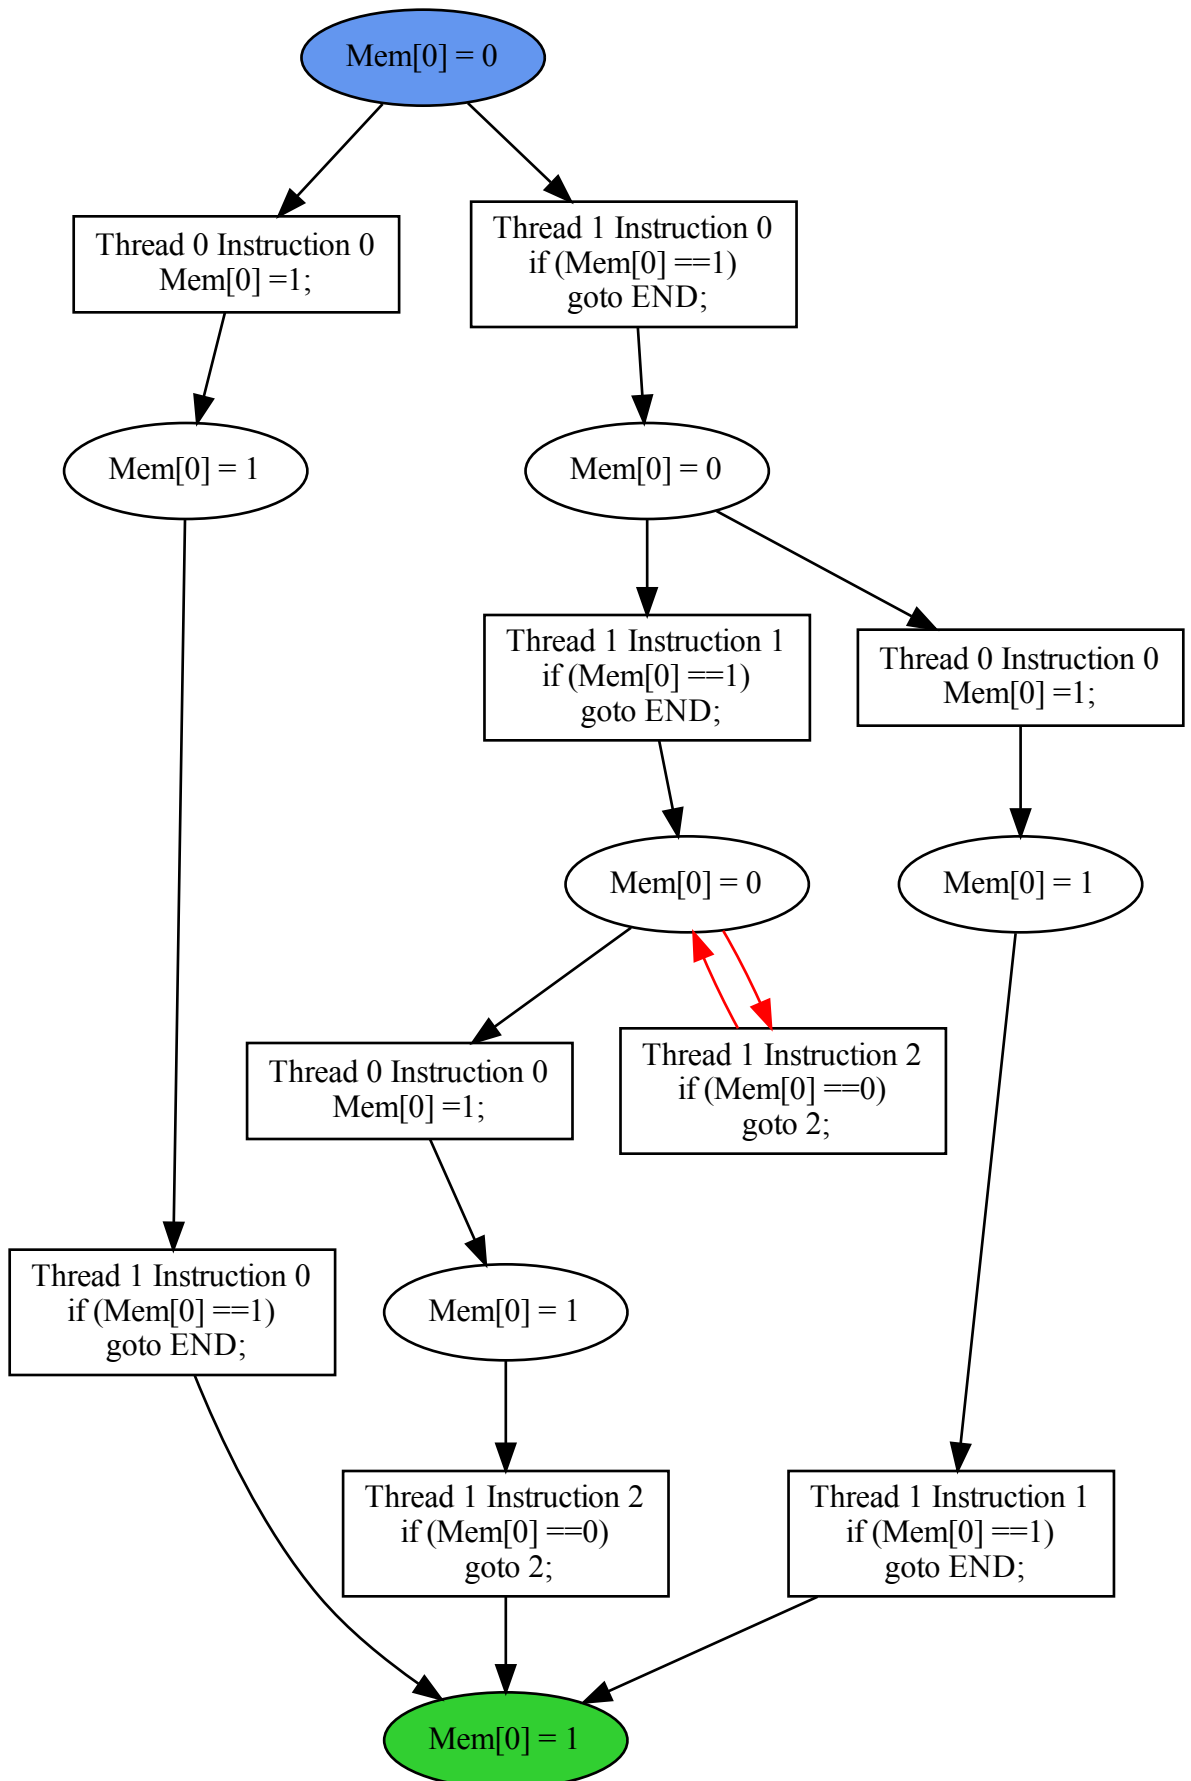 Mem[0] = 0
Thread 0 Instruction 0
Mem[0] =1;
Thread 1 Instruction 0
if (Mem[0] ==1)
goto END;
Mem[0] = 1
Mem[0] = 0
Thread 1 Instruction 1
if (Mem[0] ==1)
goto END;
Thread 0 Instruction 0
Mem[0] =1;
Mem[0] = 0
Mem[0] = 1
Thread 0 Instruction 0
Mem[0] =1;
Thread 1 Instruction 2
if (Mem[0] ==0)
goto 2;
Thread 1 Instruction 0
if (Mem[0] ==1)
goto END;
Mem[0] = 1
Thread 1 Instruction 2
if (Mem[0] ==0)
goto 2;
Thread 1 Instruction 1
if (Mem[0] ==1)
goto END;
Mem[0] = 1